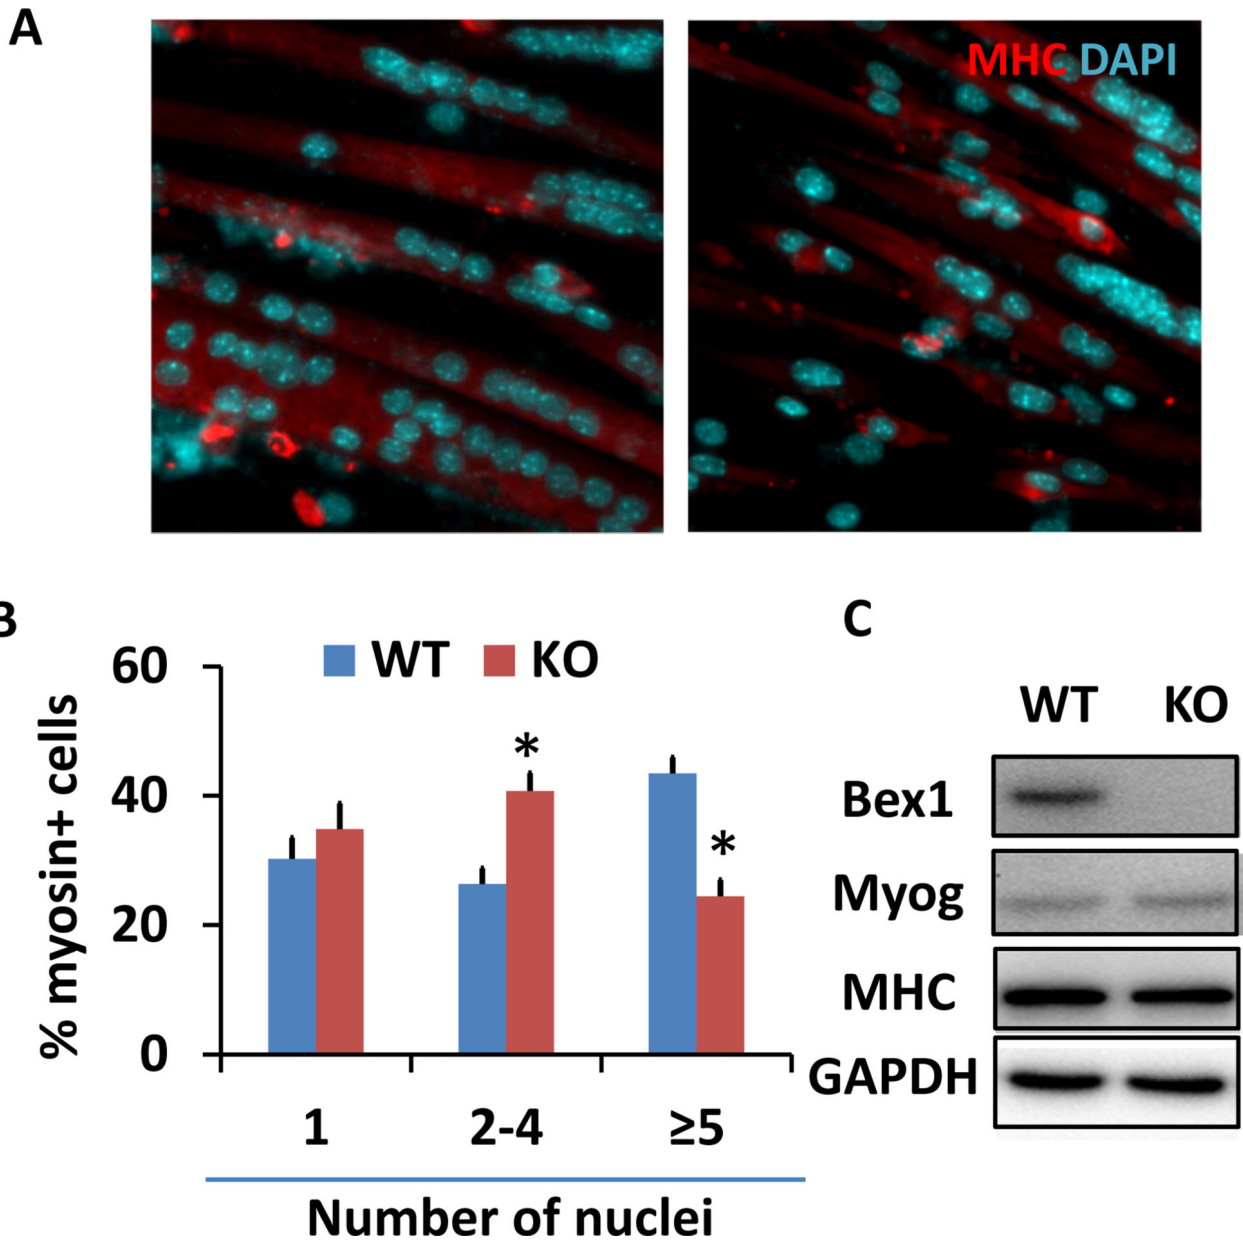 A
MHC DAPI
B
WT KO
60
40
20
0
% myosin+ cells
*
*
1 2-4 ≥5
Number of nuclei
C
WT KO
Bex1
Myog
MHC
GAPDH